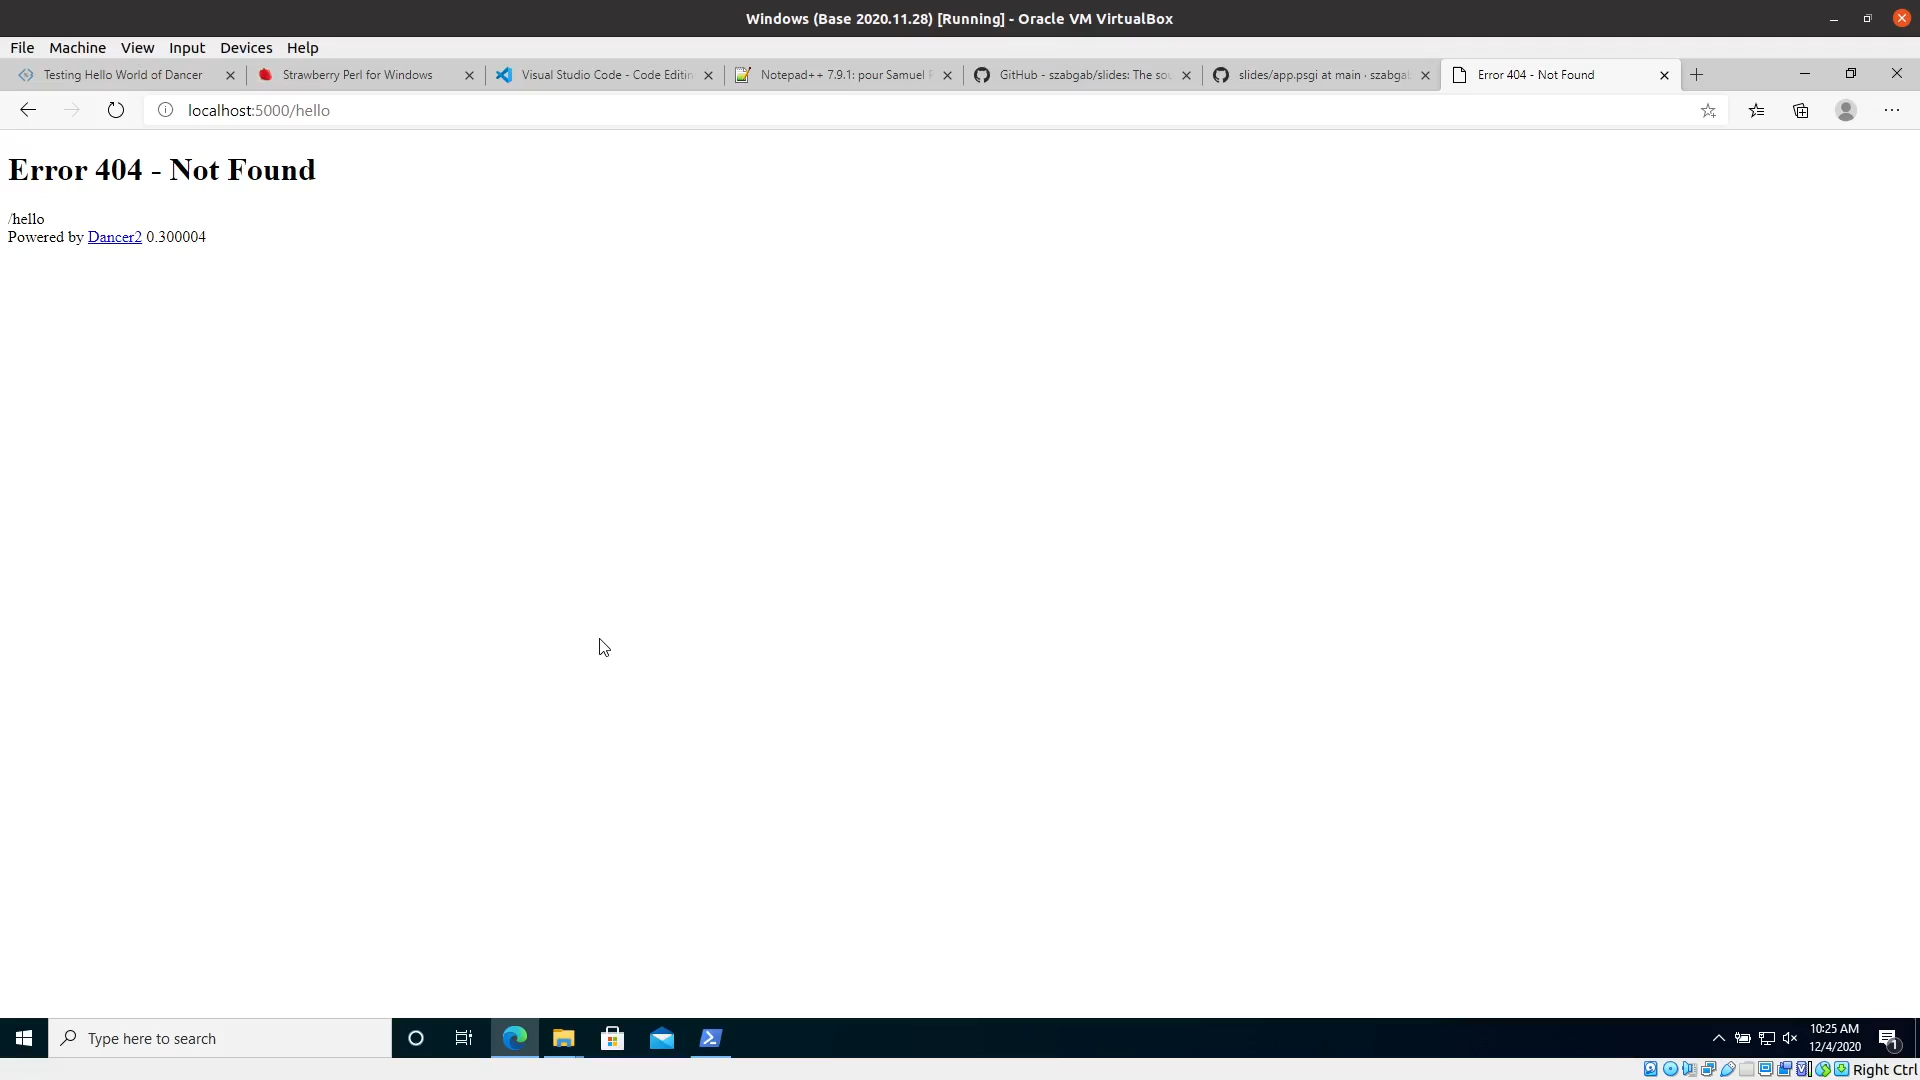 Windows (Base 2020.11.28) [Running] - Oracle VM VirtualBox
File Machine View Input Devices Help
Testing Hello World of Dancer
Strawberry Perl for Windows
Visual Studio Code - Code Editin
Notepad++ 7.9.1: pour Samuel P
GitHub - szabgab/slides: The sou
slides/app.psgi at main · szabgab
Error 404 - Not Found
localhost:5000/hello
Error 404 - Not Found
/hello
Powered by Dancer2 0.300004
Type here to search
10:25 AM
12/4/2020
1
Right Ctrl